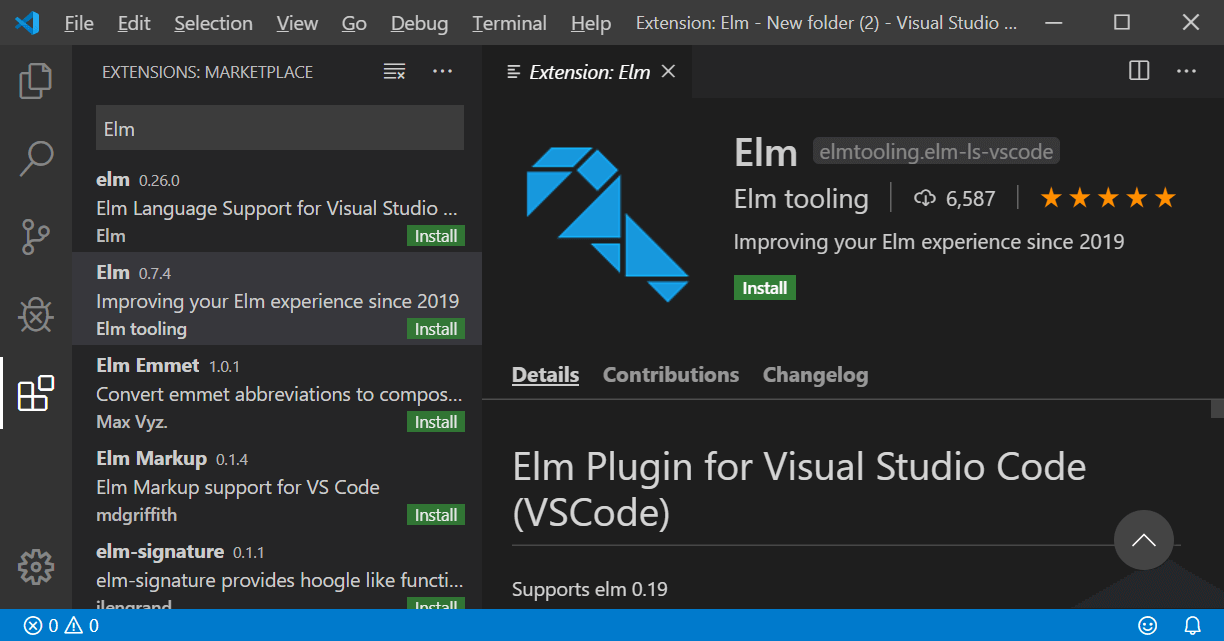 File Edit Selection View Go Debug Terminal Help Extension: Elm - New folder (2) - Visual Studio ...
EXTENSIONS: MARKETPLACE
Elm
elm 0.26.0
Elm Language Support for Visual Studio ...
Elm Install
Elm 0.7.4
Improving your Elm experience since 2019
Elm tooling Install
Elm Emmet 1.0.1
Convert emmet abbreviations to compos...
Max Vyz. Install
Elm Markup 0.1.4
Elm Markup support for VS Code
mdgriffith Install
elm-signature 0.1.1
elm-signature provides hoogle like functi...
jlengrand Install
Extension: Elm
Elm elmtooling.elm-ls-vscode
Elm tooling 6,587
Improving your Elm experience since 2019
Install
Details Contributions Changelog
Elm Plugin for Visual Studio Code
(VSCode)
Supports elm 0.19
0 0